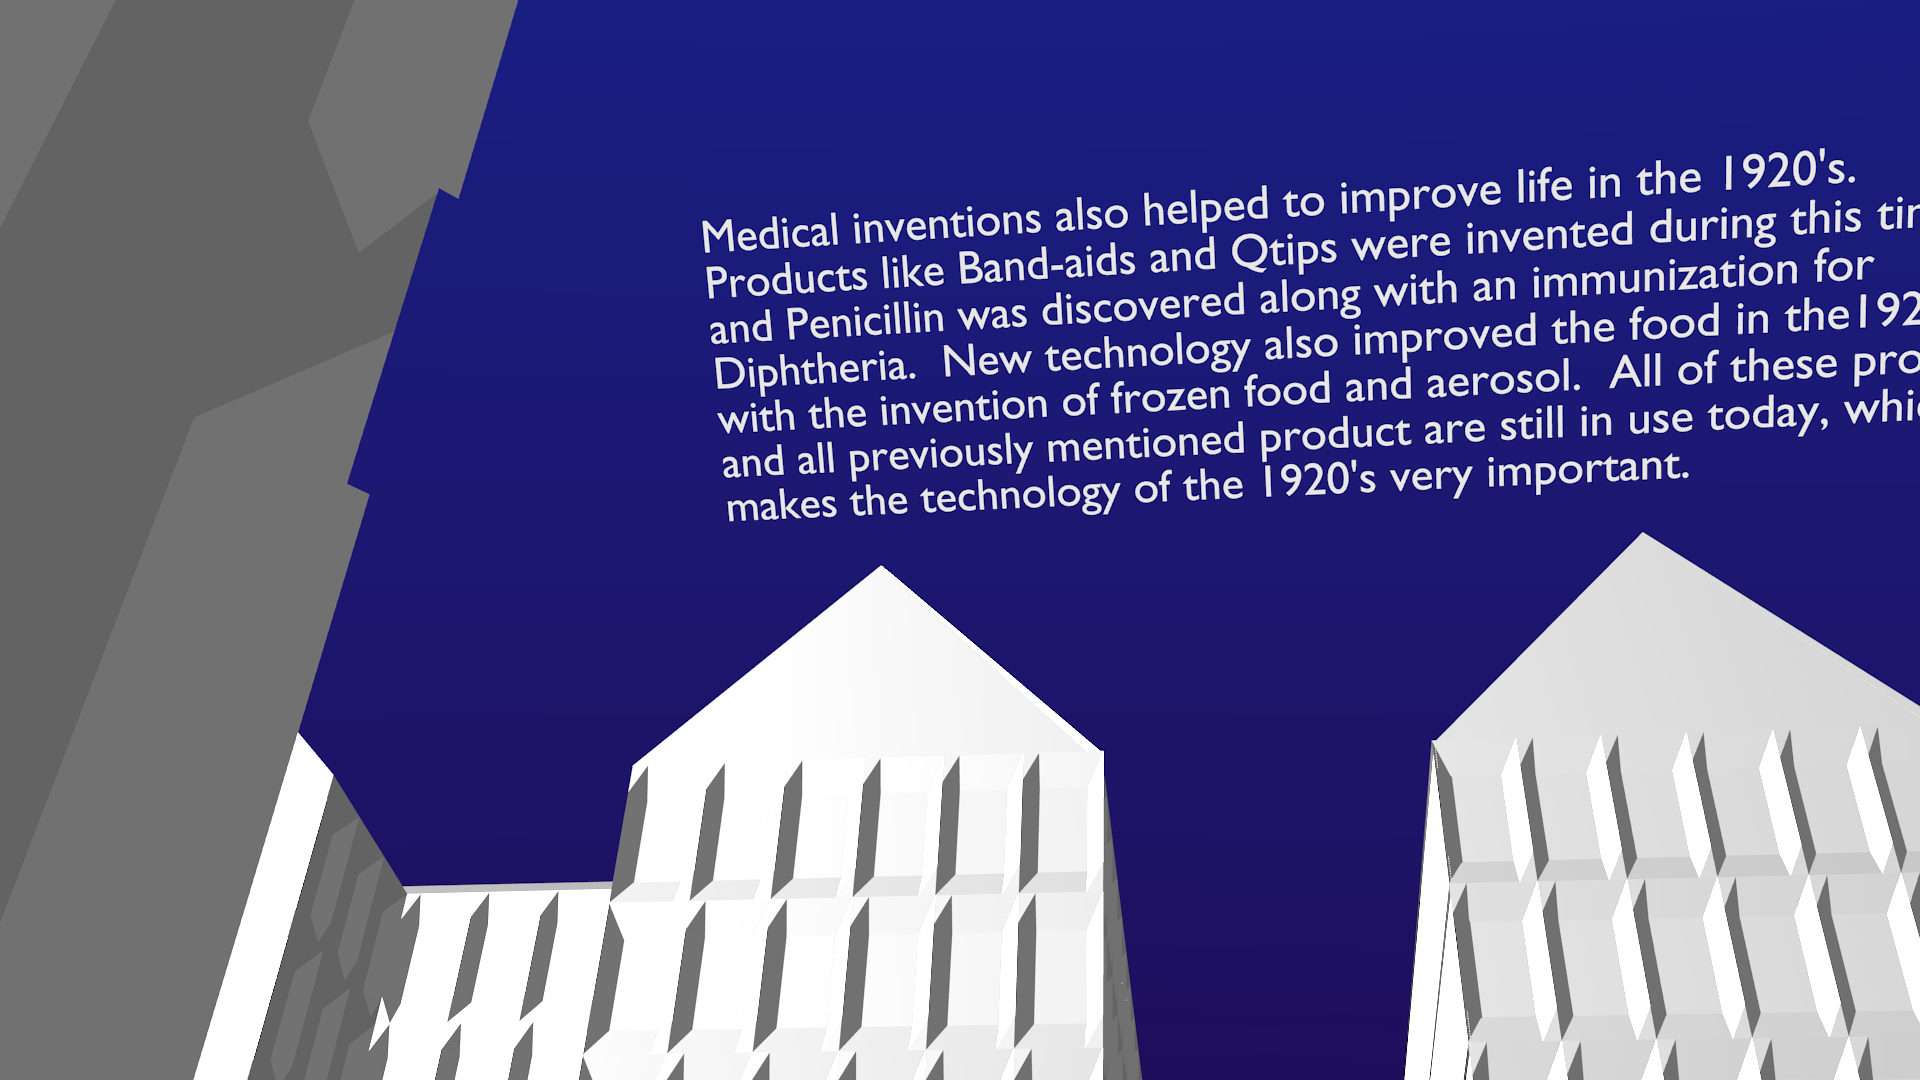 Medical inventions also helped to improve life in the 1920's.
Products like Band-aids and Qtips were invented during this
and Penicillin was discovered along with an immunization for
Diphtheria.  New technology also improved the food in the192
with the invention of frozen food and aerosol.  All of these
and all previously mentioned product are still in use today,
makes the technology of the 1920's very important.